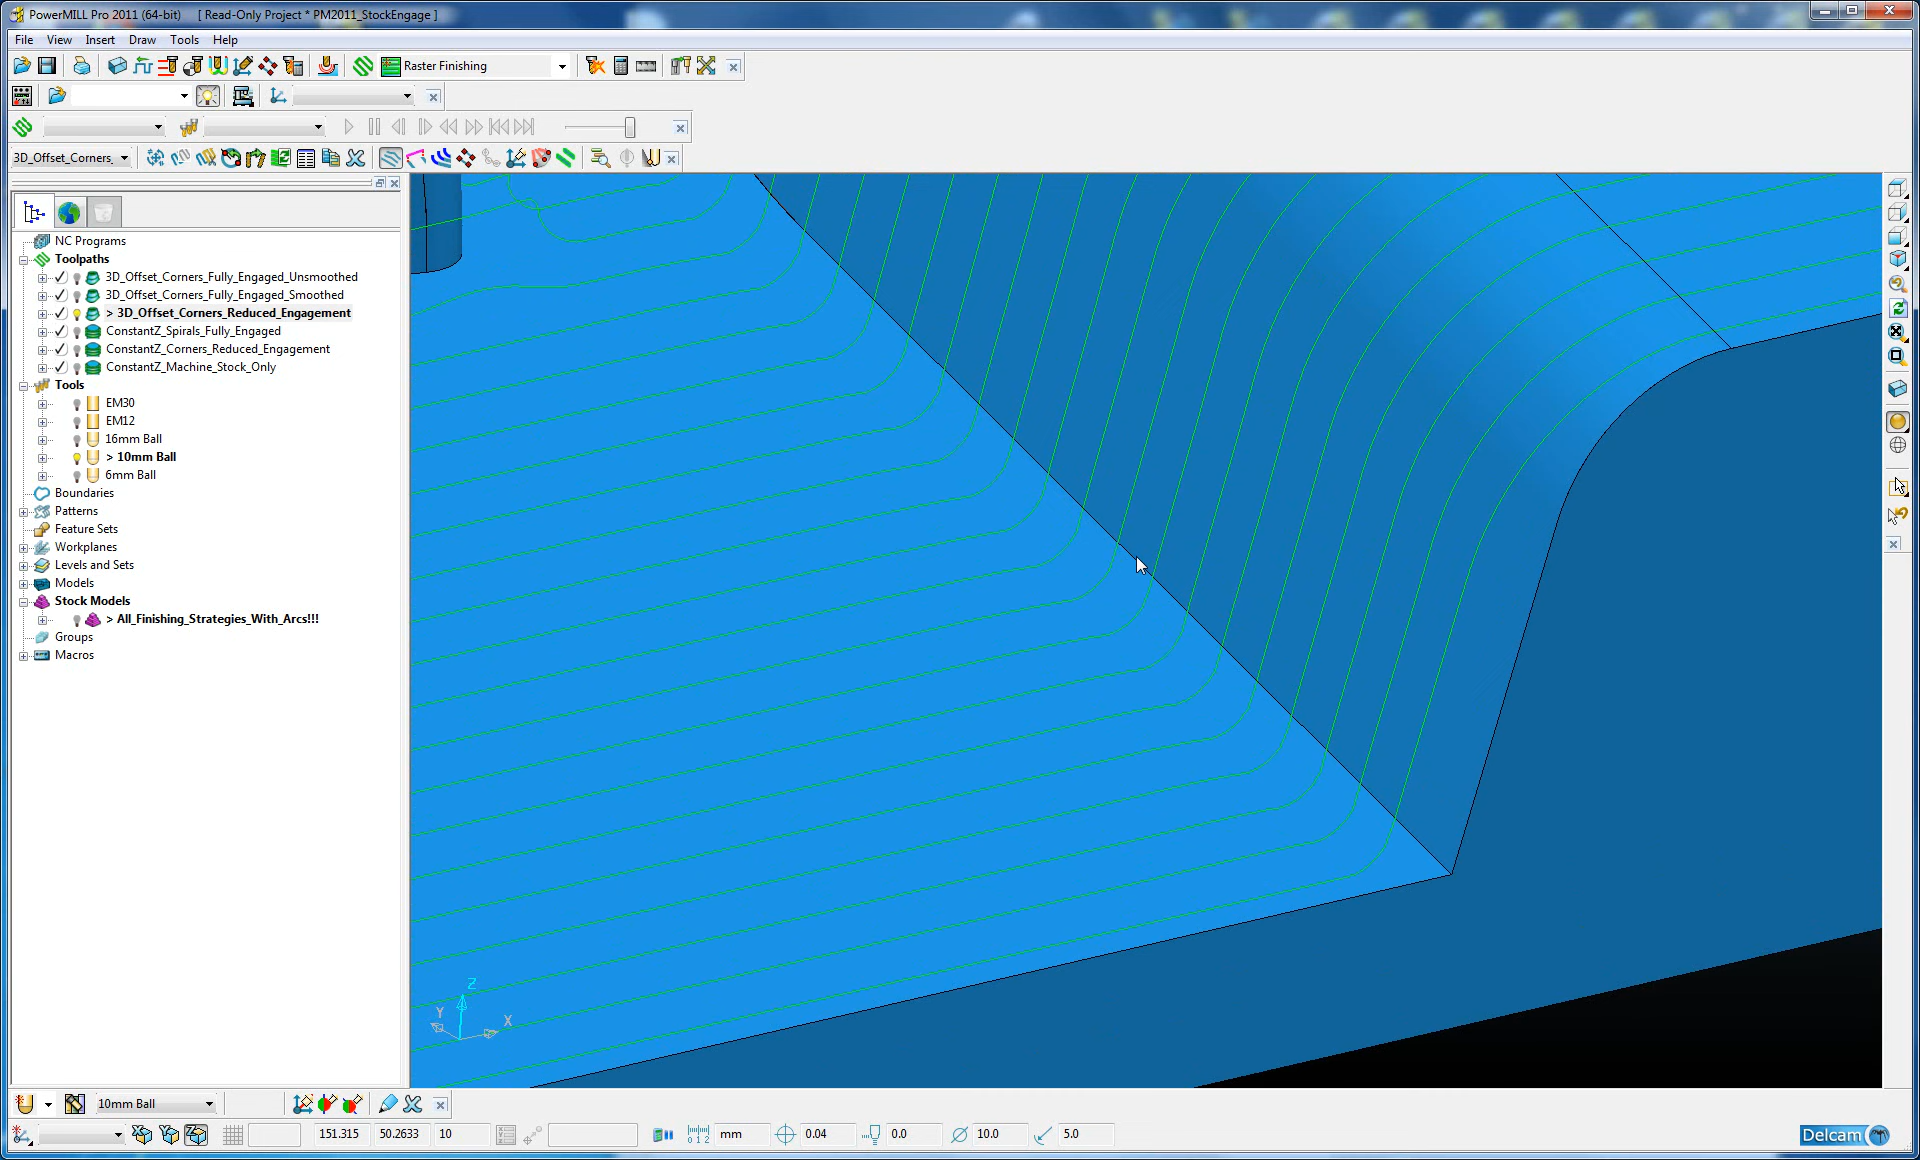 PowerMILL Pro 2011 (64-bit) [ Read-Only Project * PM2011_StockEngage ]
File View Insert Draw Tools Help
Raster Finishing
3D_Offset_Corners_
NC Programs
Toolpaths
3D_Offset_Corners_Fully_Engaged_Unsmoothed
3D_Offset_Corners_Fully_Engaged_Smoothed
> 3D_Offset_Corners_Reduced_Engagement
ConstantZ_Spirals_Fully_Engaged
ConstantZ_Corners_Reduced_Engagement
ConstantZ_Machine_Stock_Only
Tools
EM30
EM12
16mm Ball
> 10mm Ball
6mm Ball
Boundaries
Patterns
Feature Sets
Workplanes
Levels and Sets
Models
Stock Models
> All_Finishing_Strategies_With_Arcs!!!
Groups
Macros
Z
Y
X
10mm Ball
151.315 50.2633 10 mm 0.04 0.0 10.0 5.0
Delcam